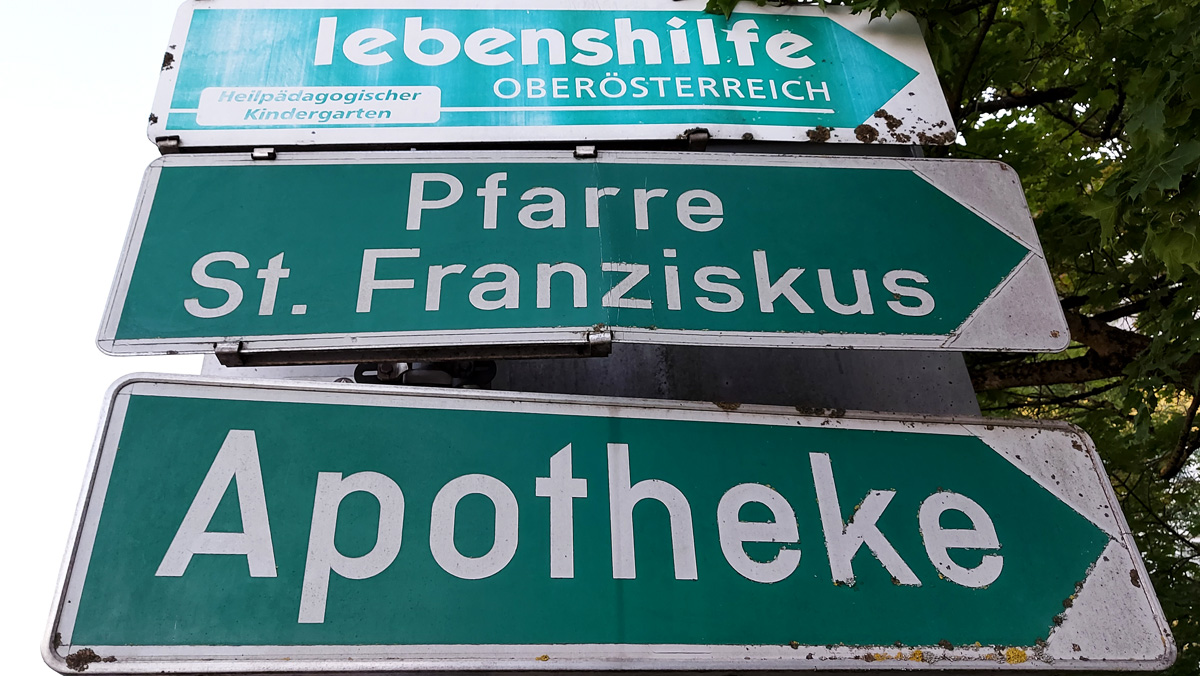 lebenshilfe
OBERÖSTERREICH
Heilpädagogischer
Kindergarten
Pfarre
St. Franziskus
Apotheke